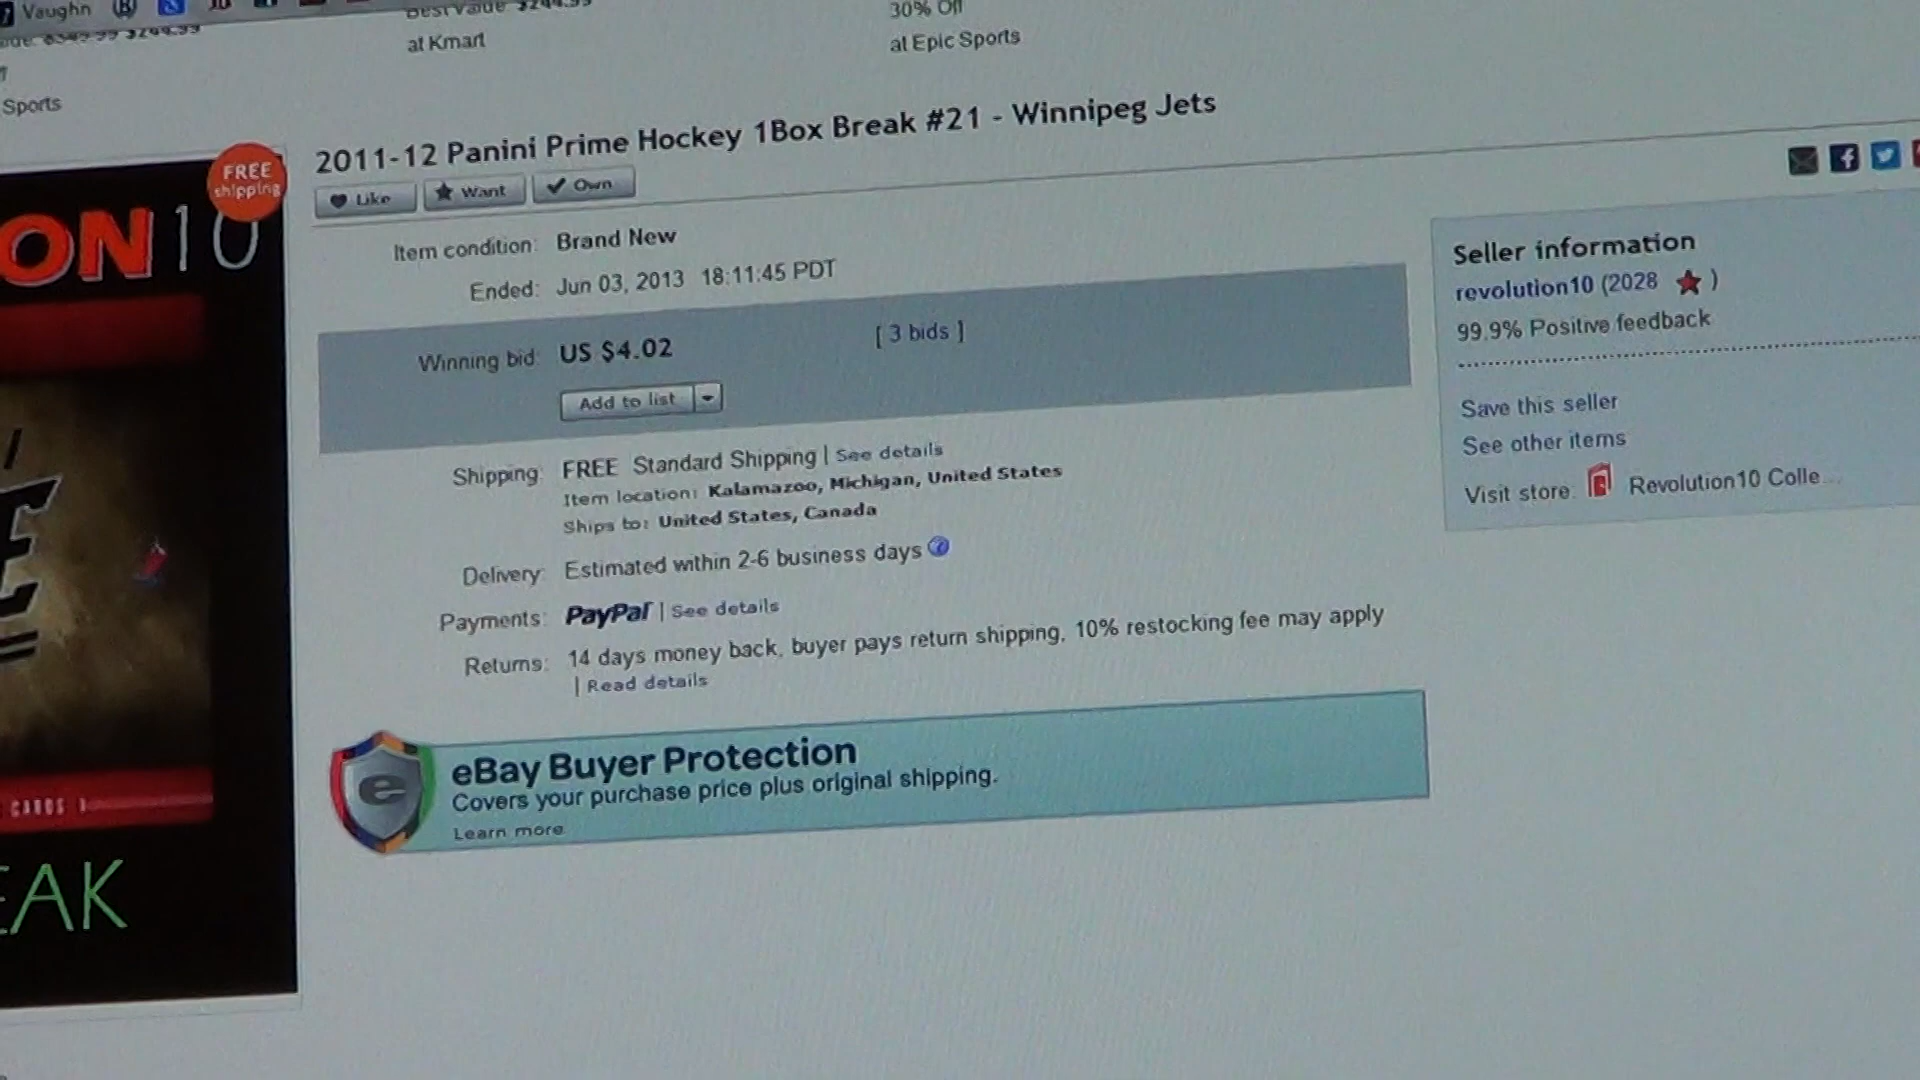 Vaughn
Best Value $244.99
at Kmart
30% Off
at Epic Sports
Sports
FREE
shipping
ON10
CARDS
EAK
2011-12 Panini Prime Hockey 1Box Break #21 - Winnipeg Jets
Like
Want
Own
Item condition: Brand New
Ended: Jun 03, 2013 18:11:45 PDT
Winning bid: US $4.02 [ 3 bids ]
Add to list
Shipping: FREE Standard Shipping | See details
Item location: Kalamazoo, Michigan, United States
Ships to: United States, Canada
Delivery: Estimated within 2-6 business days
Payments: PayPal | See details
Returns: 14 days money back, buyer pays return shipping, 10% restocking fee may apply
| Read details
eBay Buyer Protection
Covers your purchase price plus original shipping.
Learn more
Seller information
revolution10 (2028 )
99.9% Positive feedback
Save this seller
See other items
Visit store: Revolution10 Colle...